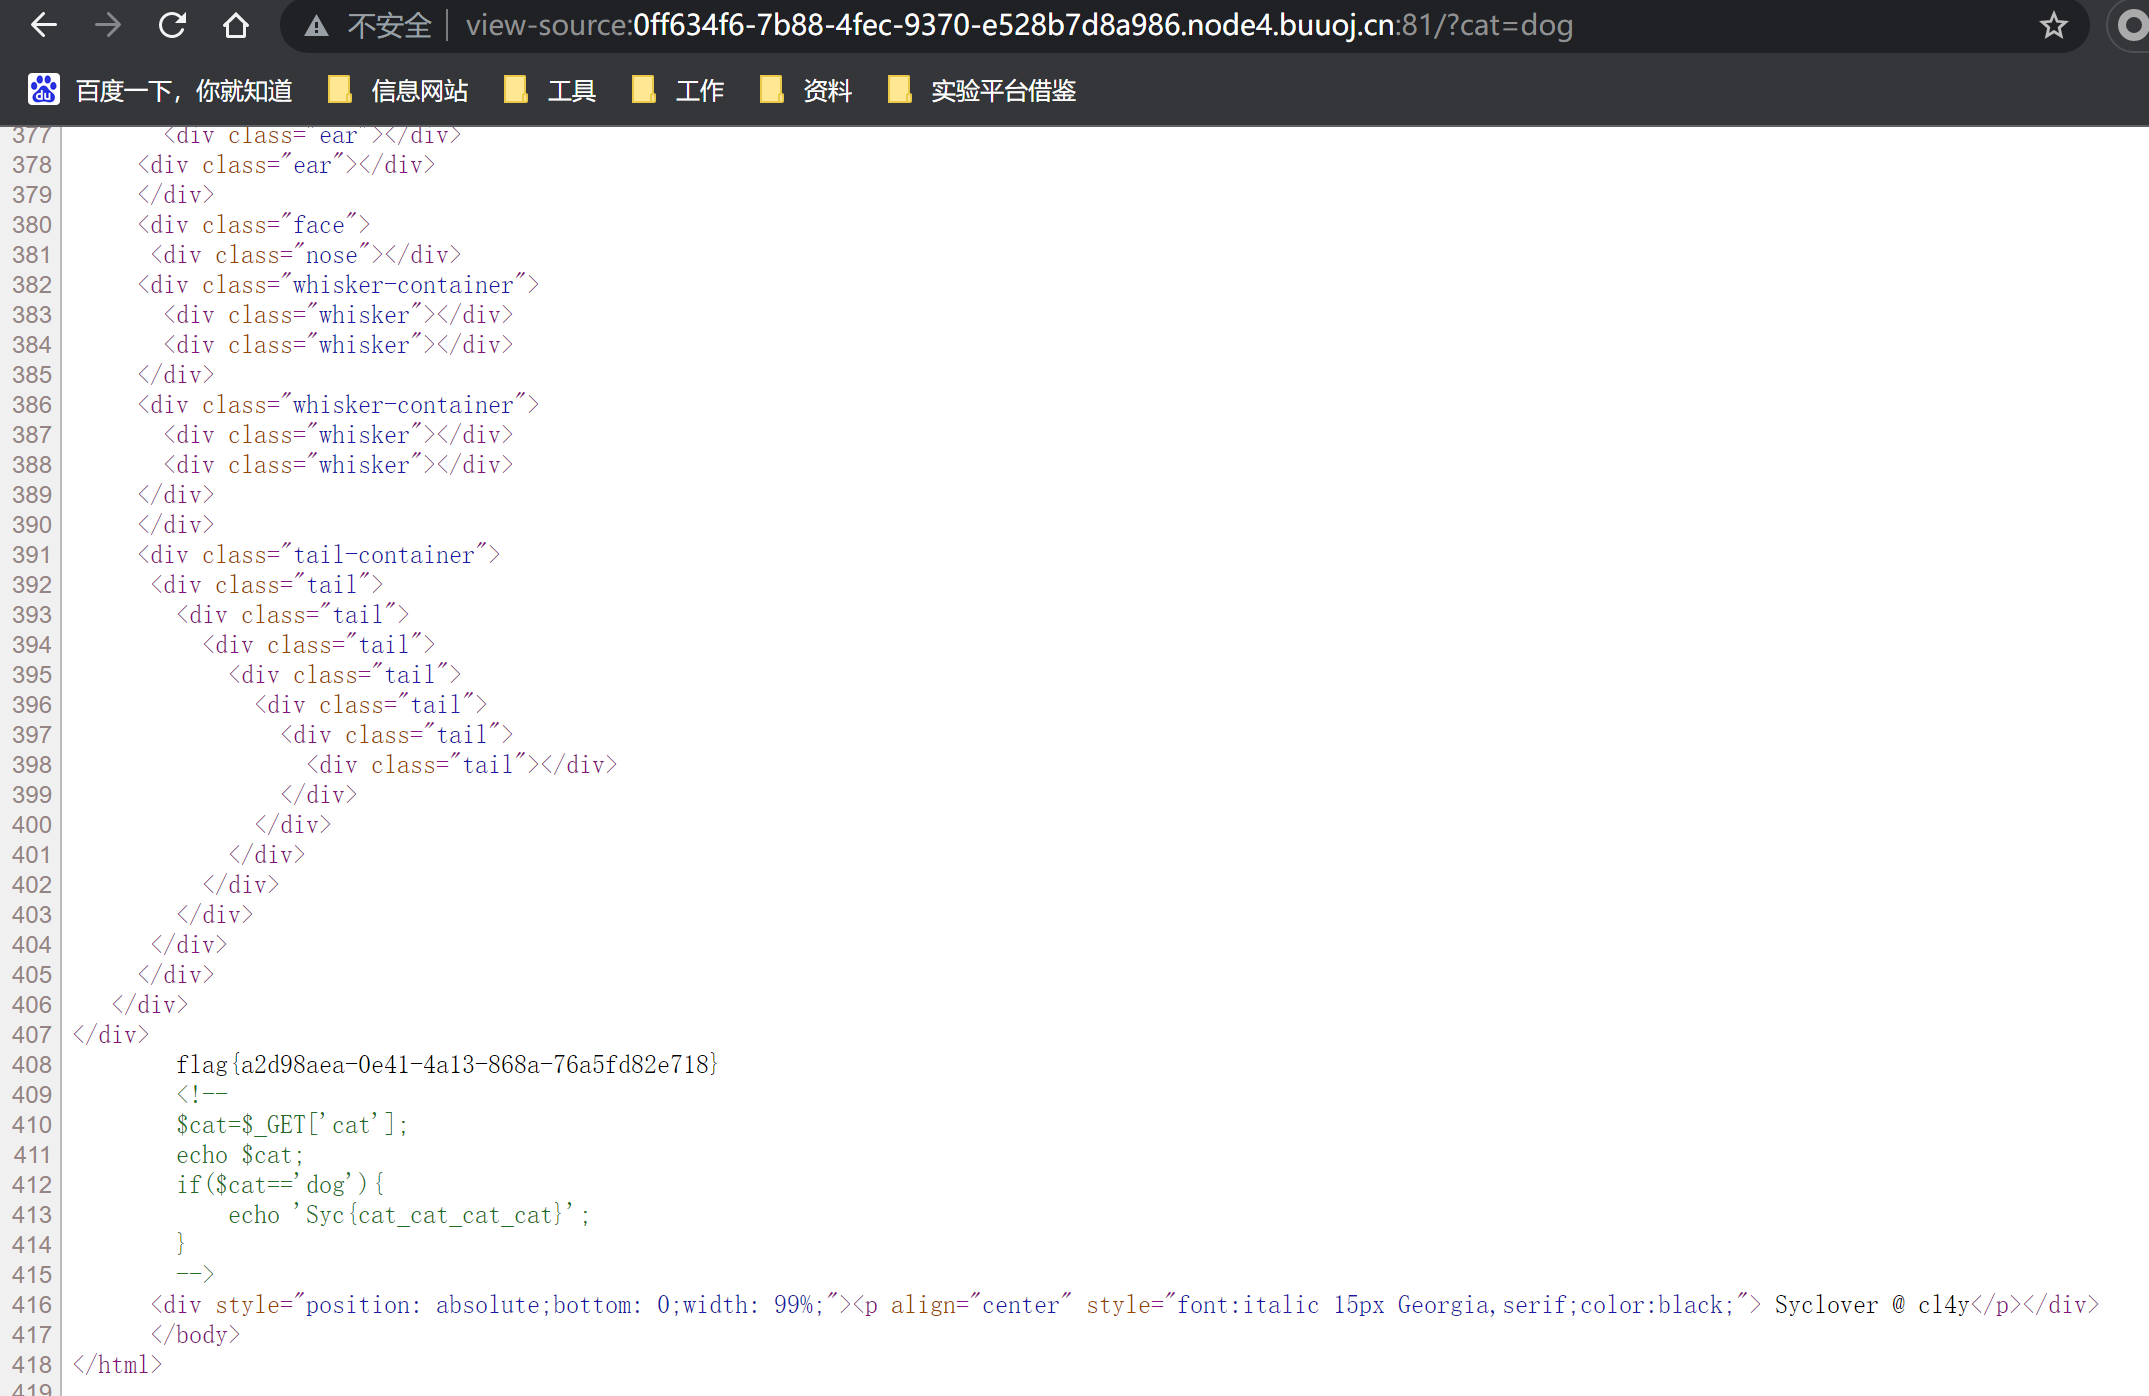 不安全 view-source:0ff634f6-7b88-4fec-9370-e528b7d8a986.node4.buuoj.cn:81/?cat=dog
du 百度一下，你就知道 信息网站 工具 工作 资料 实验平台借鉴
377 <div class="ear"></div>
378 <div class="ear"></div>
379 </div>
380 <div class="face">
381 <div class="nose"></div>
382 <div class="whisker-container">
383 <div class="whisker"></div>
384 <div class="whisker"></div>
385 </div>
386 <div class="whisker-container">
387 <div class="whisker"></div>
388 <div class="whisker"></div>
389 </div>
390 </div>
391 <div class="tail-container">
392 <div class="tail">
393 <div class="tail">
394 <div class="tail">
395 <div class="tail">
396 <div class="tail">
397 <div class="tail">
398 <div class="tail"></div>
399 </div>
400 </div>
401 </div>
402 </div>
403 </div>
404 </div>
405 </div>
406 </div>
407 </div>
408 flag{a2d98aea-0e41-4a13-868a-76a5fd82e718}
409 <!--
410 $cat=$_GET['cat'];
411 echo $cat;
412 if($cat=='dog'){
413 echo 'Syc{cat_cat_cat_cat}';
414 }
415 -->
416 <div style="position: absolute;bottom: 0;width: 99%;"><p align="center" style="font:italic 15px Georgia,serif;color:black;"> Syclover @ cl4y</p></div>
417 </body>
418 </html>
419